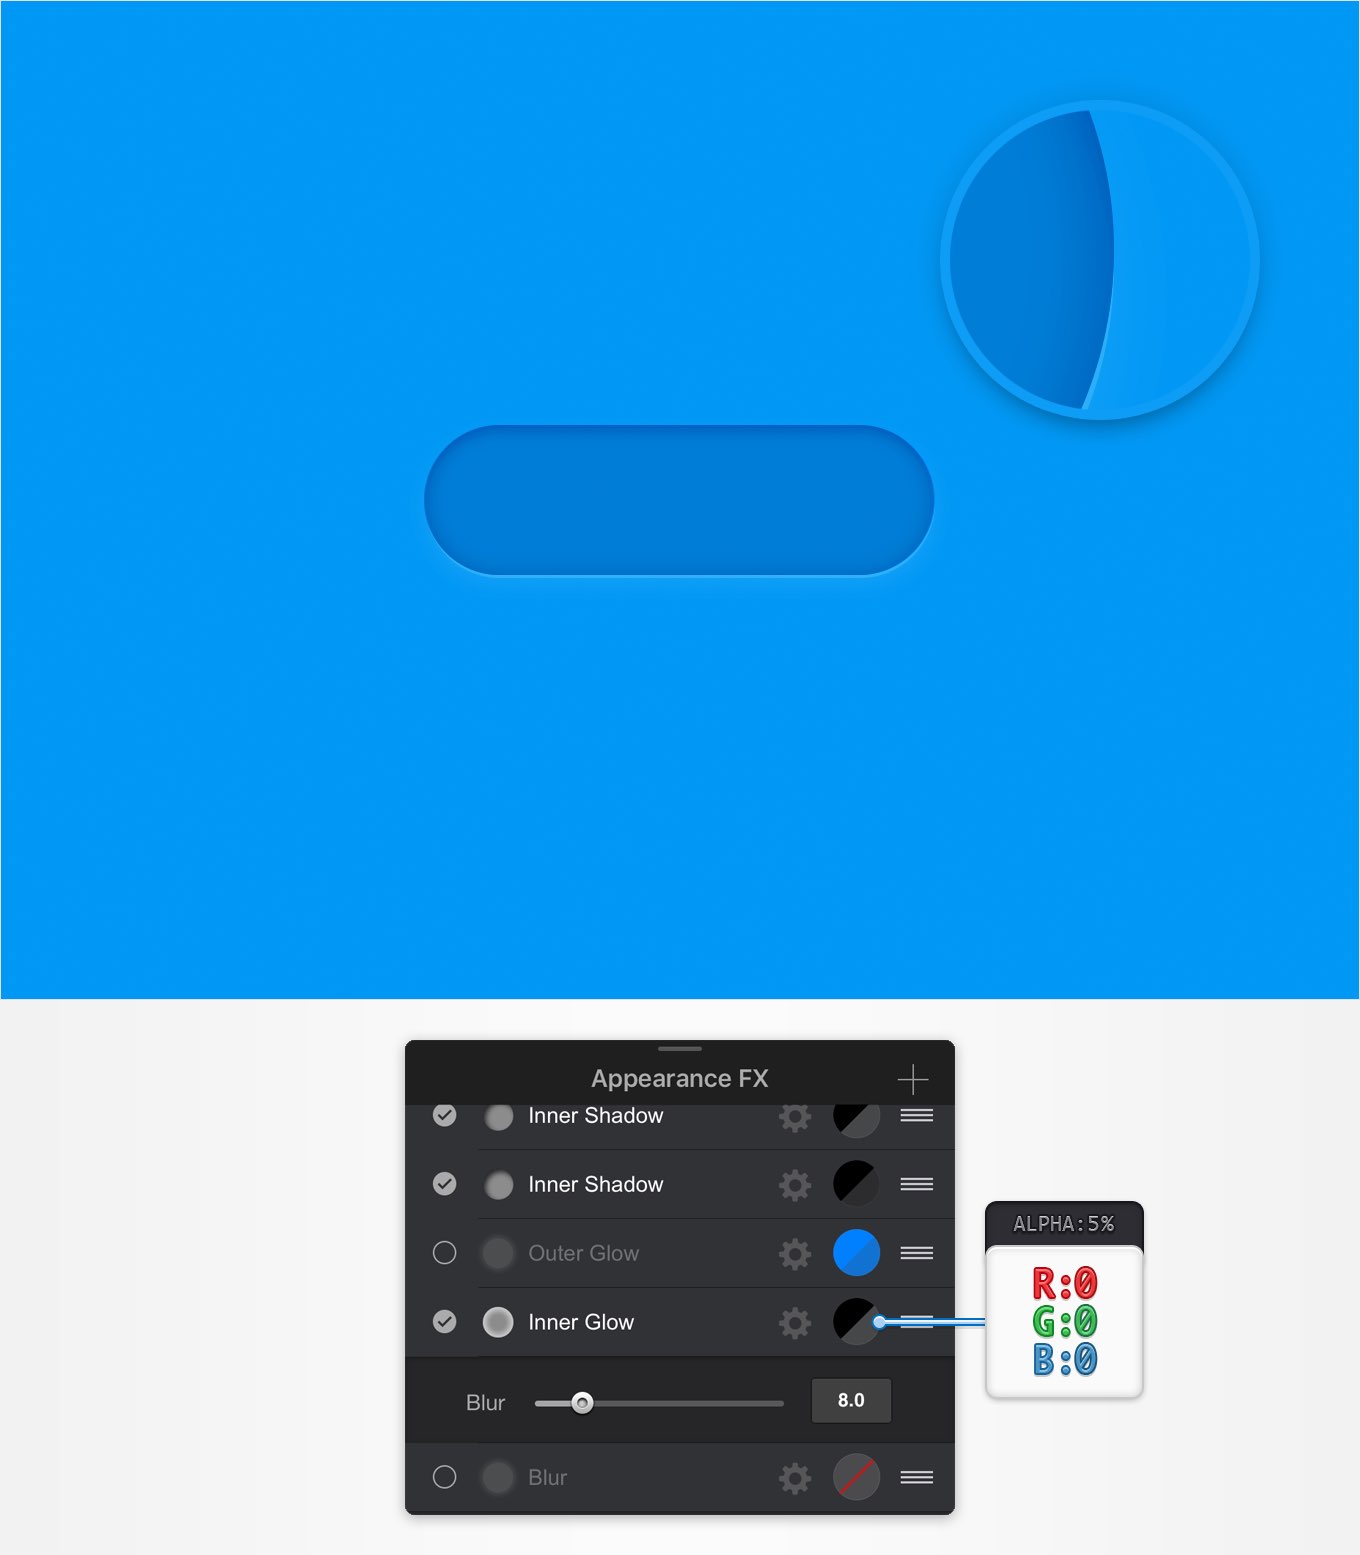 Appearance FX
Inner Shadow
Inner Shadow
Outer Glow
Inner Glow
Blur
8.0
Blur
ALPHA:5%
R:0
G:0
B:0